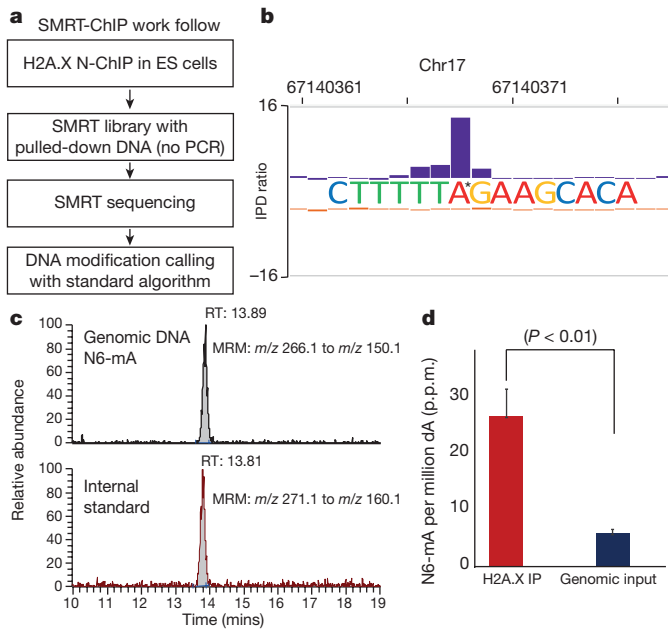 a
SMRT-ChIP work follow
H2A.X N-ChIP in ES cells
SMRT library with
pulled-down DNA (no PCR)
SMRT sequencing
DNA modification calling
with standard algorithm
b
Chr17
67140361 67140371
16
IPD ratio
CTTTTTA*GAAGCACA
−16
c
RT: 13.89
Genomic DNA
N6-mA
MRM: m/z 266.1 to m/z 150.1
100
80
60
40
20
0
Relative abundance
RT: 13.81
Internal
standard
MRM: m/z 271.1 to m/z 160.1
100
80
60
40
20
0
10 11 12 13 14 15 16 17 18 19
Time (mins)
d
(P < 0.01)
N6-mA per million dA (p.p.m.)
30
20
10
0
H2A.X IP Genomic input